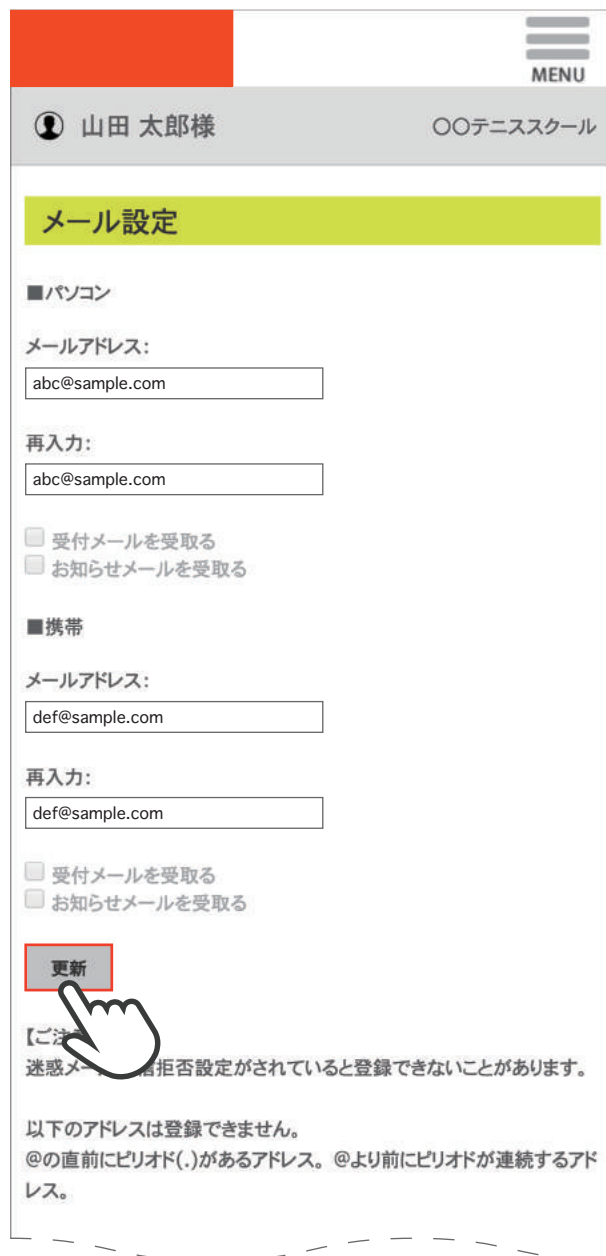 MENU
山田 太郎様
〇〇テニススクール
メール設定
■パソコン
メールアドレス:
abc@sample.com
再入力:
abc@sample.com
受付メールを受取る
お知らせメールを受取る
■携帯
メールアドレス:
def@sample.com
再入力:
def@sample.com
受付メールを受取る
お知らせメールを受取る
更新
【ご注
迷惑メー 拒否設定がされていると登録できないことがあります。
以下のアドレスは登録できません。
@の直前にピリオド(.)があるアドレス。@より前にピリオドが連続するアド
レス。